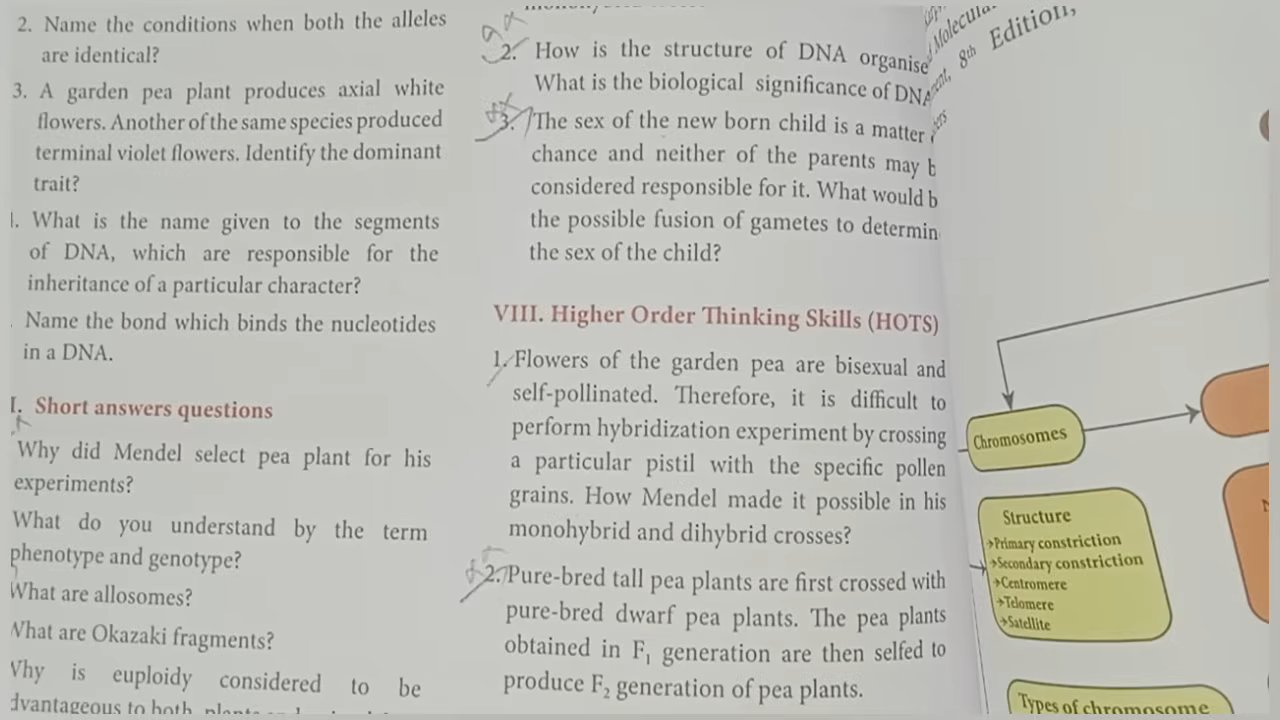 2. Name the conditions when both the alleles
are identical?
3. A garden pea plant produces axial white
flowers. Another of the same species produced
terminal violet flowers. Identify the dominant
trait?
. What is the name given to the segments
of DNA, which are responsible for the
inheritance of a particular character?
Name the bond which binds the nucleotides
in a DNA.
I. Short answers questions
Why did Mendel select pea plant for his
experiments?
What do you understand by the term
phenotype and genotype?
What are allosomes?
What are Okazaki fragments?
Why is euploidy considered to be
dvantageous to both
2. How is the structure of DNA organise
What is the biological significance of DNA
3. The sex of the new born child is a matter
chance and neither of the parents may b
considered responsible for it. What would b
the possible fusion of gametes to determin
the sex of the child?
VIII. Higher Order Thinking Skills (HOTS)
1. Flowers of the garden pea are bisexual and
self-pollinated. Therefore, it is difficult to
perform hybridization experiment by crossing
a particular pistil with the specific pollen
grains. How Mendel made it possible in his
monohybrid and dihybrid crosses?
2. Pure-bred tall pea plants are first crossed with
pure-bred dwarf pea plants. The pea plants
obtained in F₁ generation are then selfed to
produce F₂ generation of pea plants.
Molecula
8th Edition,
Chromosomes
Structure
→Primary constriction
→Secondary constriction
→Centromere
→Telomere
→Satellite
Types of chromosome